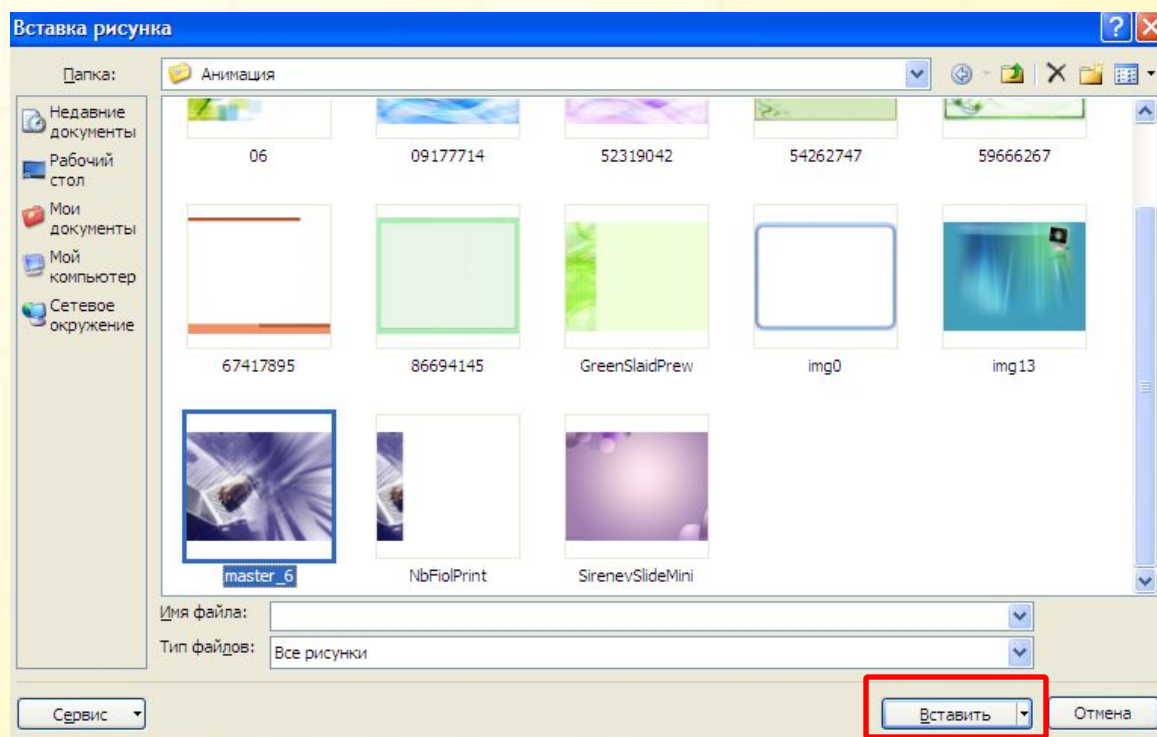 Вставка рисунка
Папка:
Анимация
Недавние
документы
Рабочий
стол
Мои
документы
Мой
компьютер
Сетевое
окружение
06
09177714
52319042
54262747
59666267
67417895
86694145
GreenSlaidPrew
img0
img13
master_6
NbFiolPrint
SirenevSlideMini
Имя файла:
Тип файлов:
Все рисунки
Сервис
Вставить
Отмена